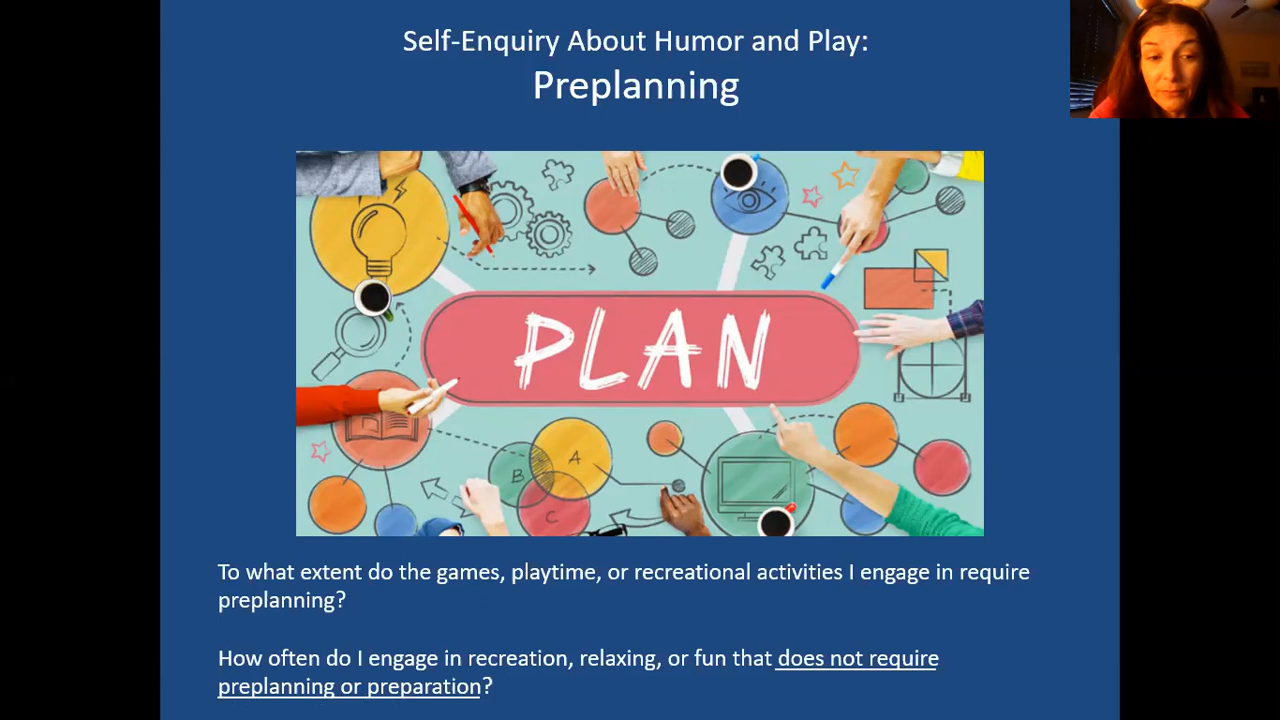 Self-Enquiry About Humor and Play:
Preplanning
PLAN
A
B
C
To what extent do the games, playtime, or recreational activities I engage in require
preplanning?
How often do I engage in recreation, relaxing, or fun that does not require
preplanning or preparation?